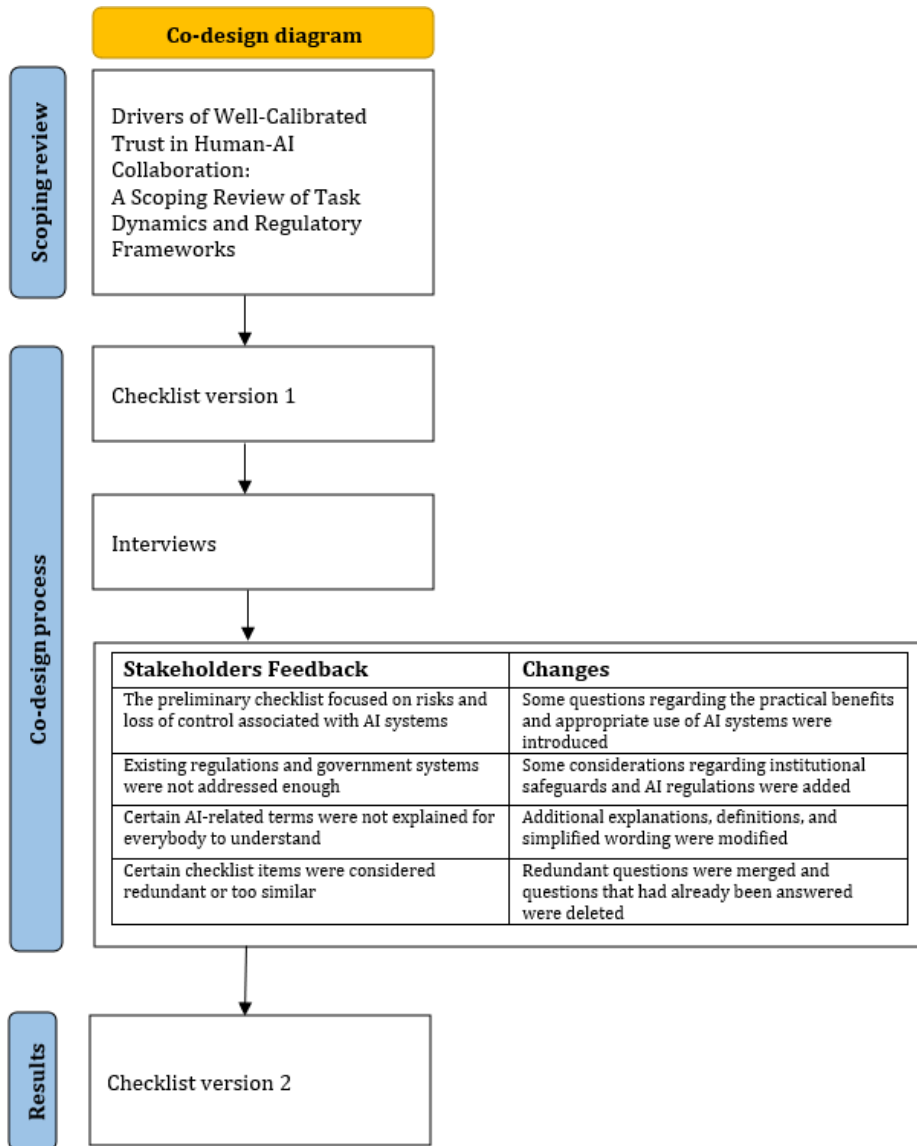 Co-design diagram
Scoping review
Drivers of Well-Calibrated
Trust in Human-AI
Collaboration:
A Scoping Review of Task
Dynamics and Regulatory
Frameworks
Co-design process
Checklist version 1
Interviews
Stakeholders Feedback
Changes
The preliminary checklist focused on risks and
loss of control associated with AI systems
Some questions regarding the practical benefits
and appropriate use of AI systems were
introduced
Existing regulations and government systems
were not addressed enough
Some considerations regarding institutional
safeguards and AI regulations were added
Certain AI-related terms were not explained for
everybody to understand
Additional explanations, definitions, and
simplified wording were modified
Certain checklist items were considered
redundant or too similar
Redundant questions were merged and
questions that had already been answered
were deleted
Results
Checklist version 2